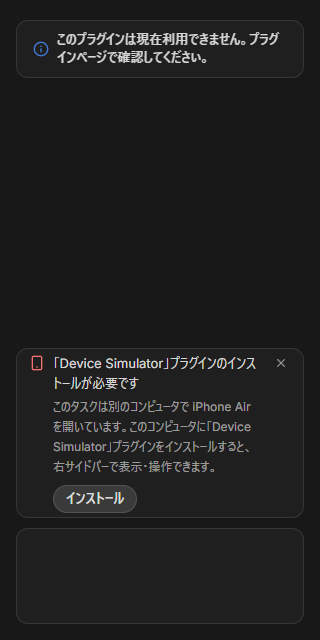 このプラグインは現在利用できません。プラグ
インページで確認してください。
「Device Simulator」プラグインのインス
トールが必要です
このタスクは別のコンピュータで iPhone Air
を開いています。このコンピュータに「Device
Simulator」プラグインをインストールすると、
右サイドバーで表示・操作できます。
インストール